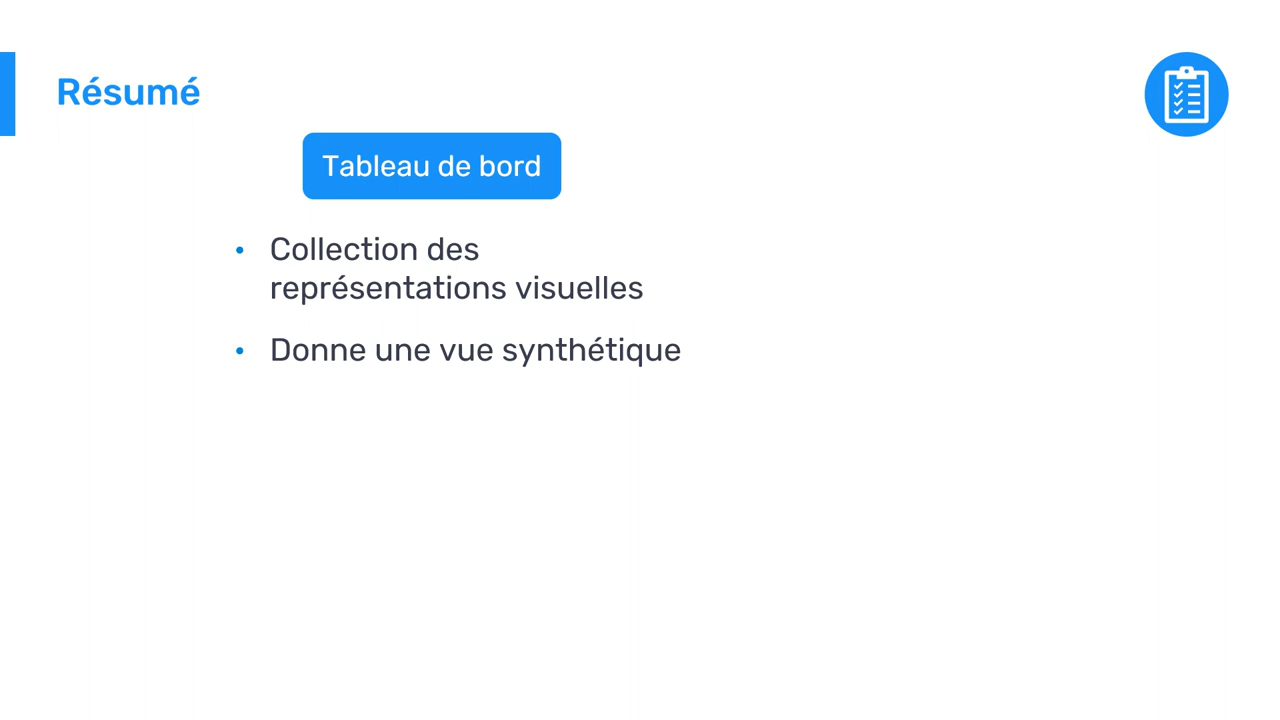 Résumé
Tableau de bord
• Collection des
représentations visuelles
• Donne une vue synthétique